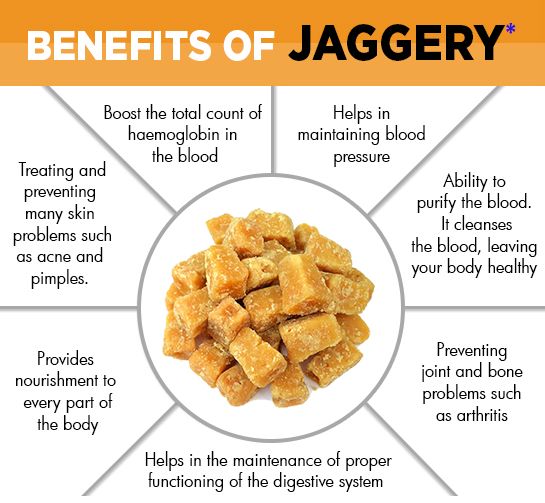 BENEFITS OF JAGGERY*
Boost the total count of
haemoglobin in
the blood
Helps in
maintaining blood
pressure
Treating and
preventing
many skin
problems such
as acne and
pimples.
Ability to
purify the blood.
It cleanses
the blood, leaving
your body healthy
Provides
nourishment to
every part of
the body
Preventing
joint and bone
problems such
as arthritis
Helps in the maintenance of proper
functioning of the digestive system